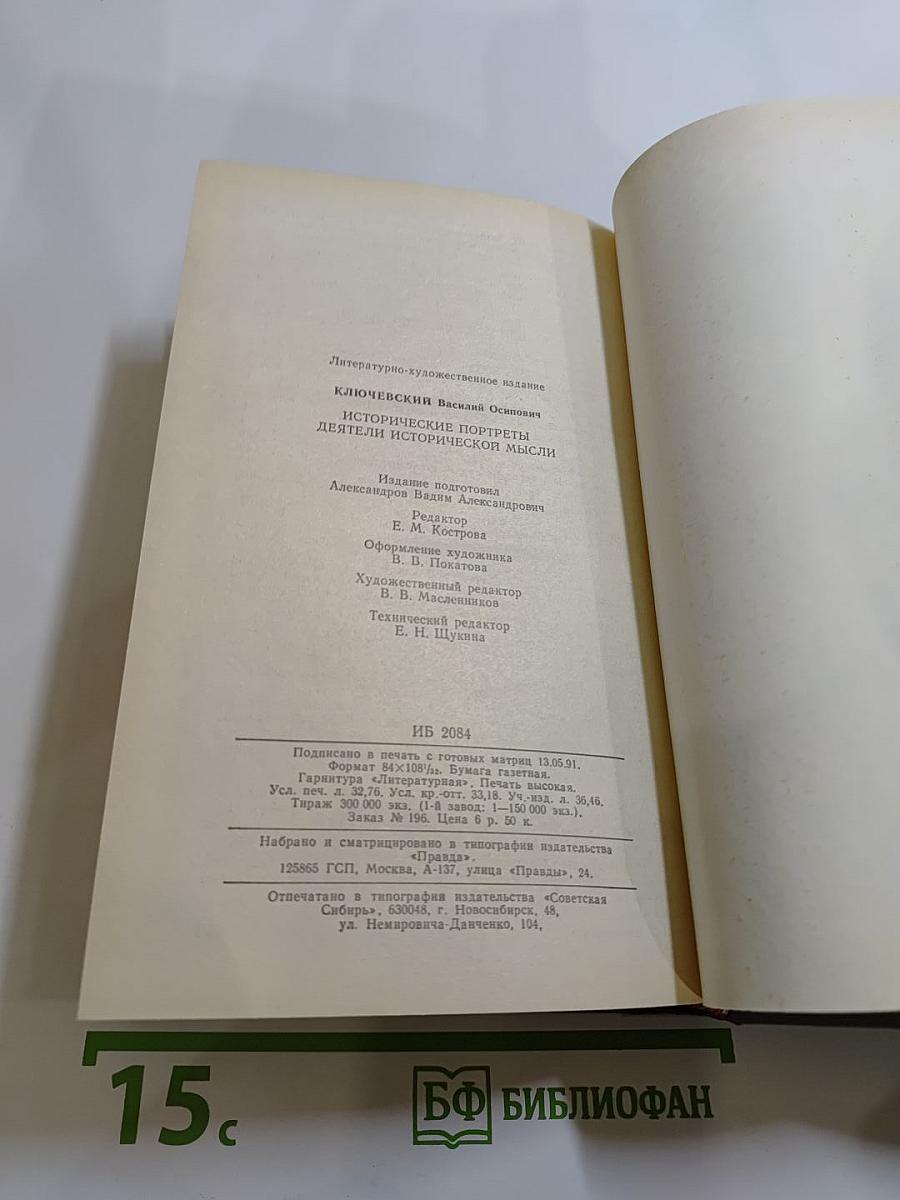 Литературно-художественное издание
КЛЮЧЕВСКИЙ Василий Осипович
ИСТОРИЧЕСКИЕ ПОРТРЕТЫ
ДЕЯТЕЛИ ИСТОРИЧЕСКОЙ МЫСЛИ
Издание подготовил
Александров Вадим Александрович
Редактор
Е. М. Кострова
Оформление художника
В. В. Покатова
Художественный редактор
В. В. Масленников
Технический редактор
Е. Н. Щукина
ИБ 2084
Подписано в печать с готовых матриц 13.05.91.
Формат 84×108¹/₃₂. Бумага газетная.
Гарнитура «Литературная». Печать высокая.
Усл. печ. л. 32,76. Усл. кр.-отт. 33,18. Уч.-изд. л. 36,46.
Тираж 300 000 экз. (1-й завод: 1—150 000 экз.).
Заказ № 196. Цена 6 р. 50 к.
Набрано и сматрицировано в типографии издательства
«Правда».
125865 ГСП, Москва, А-137, улица «Правды», 24.
Отпечатано в типографии издательства «Советская
Сибирь», 630048, г. Новосибирск, 48,
ул. Немировича-Данченко, 104,
15 с
БФ БИБЛИОФАН